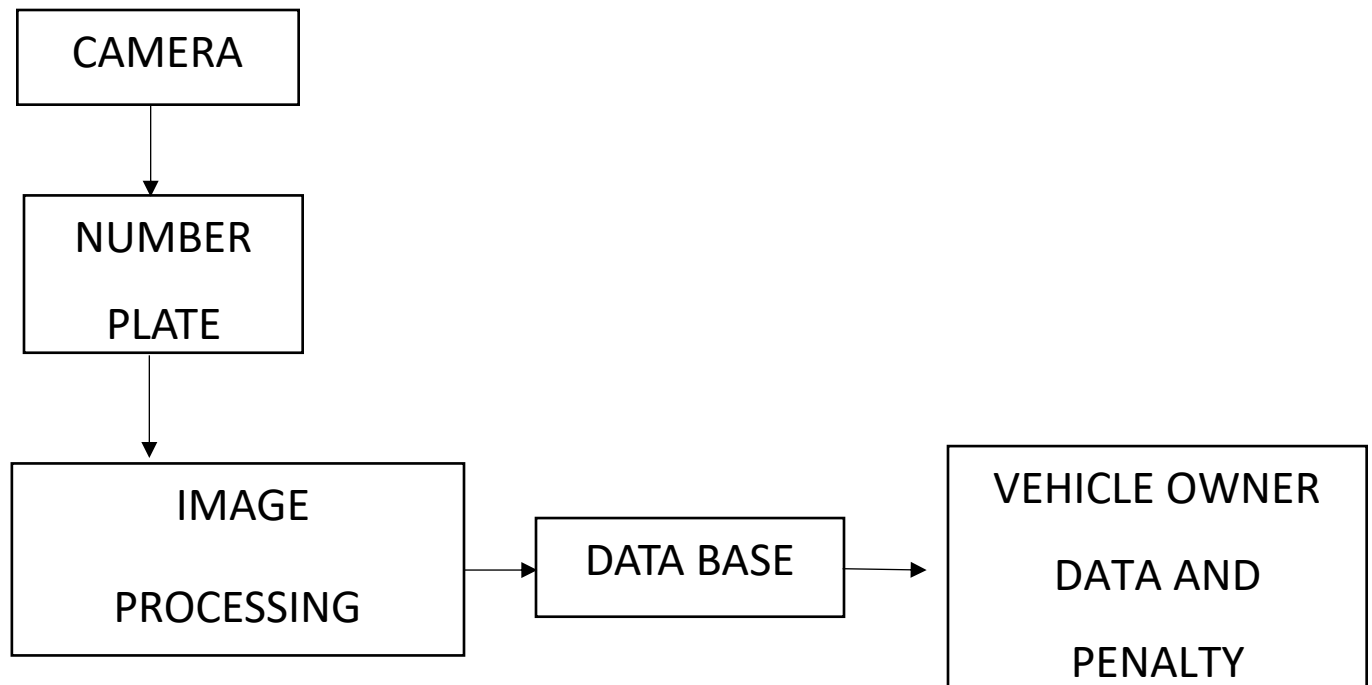 CAMERA
NUMBER
PLATE
IMAGE
PROCESSING
DATA BASE
VEHICLE OWNER
DATA AND
PENALTY